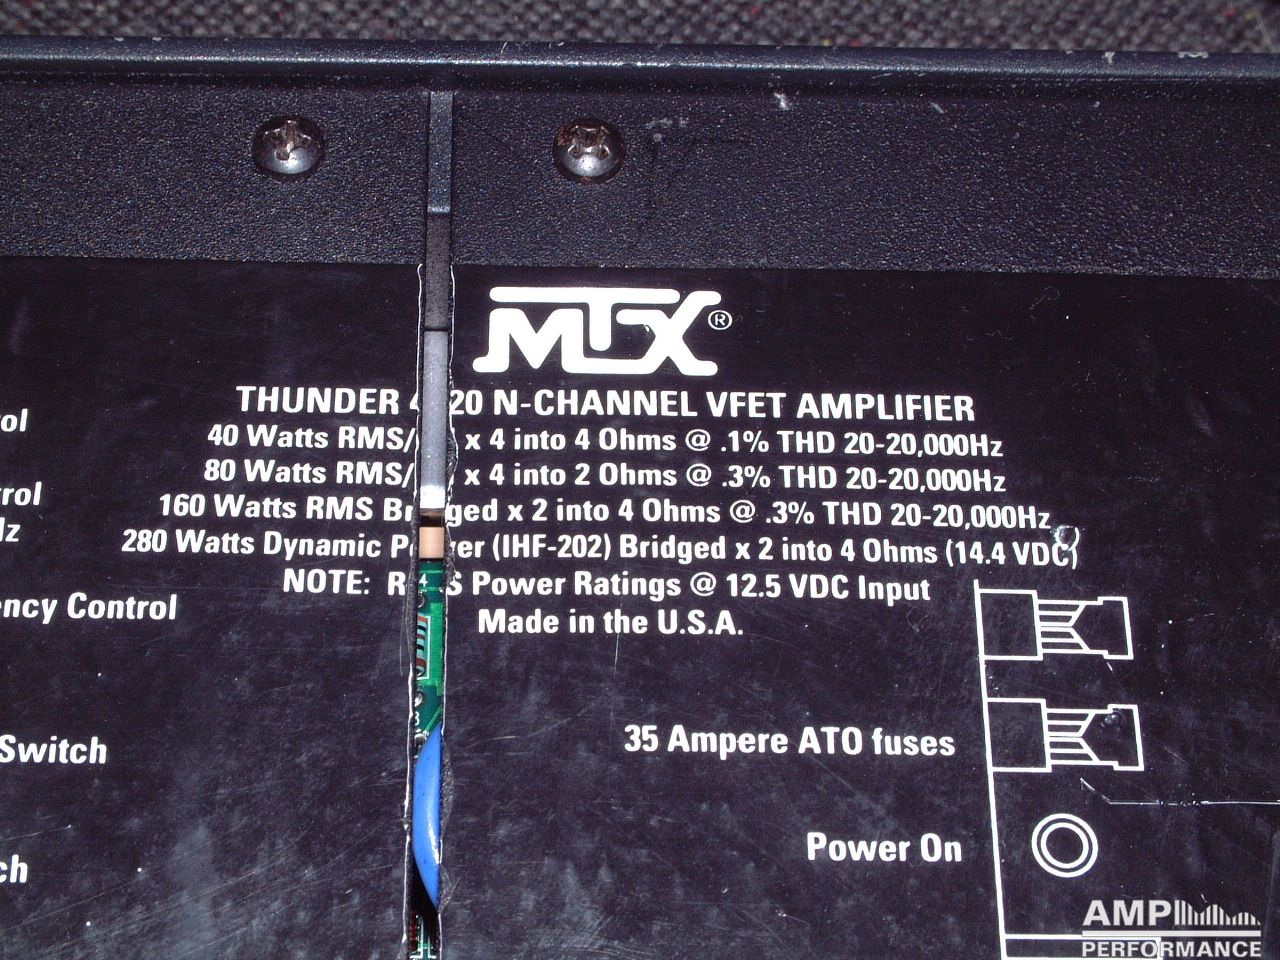 MTX®
THUNDER 4 20 N-CHANNEL VFET AMPLIFIER
40 Watts RMS/ x 4 into 4 Ohms @ .1% THD 20-20,000Hz
80 Watts RMS/ x 4 into 2 Ohms @ .3% THD 20-20,000Hz
160 Watts RMS Br ged x 2 into 4 Ohms @ .3% THD 20-20,000Hz
280 Watts Dynamic P er (IHF-202) Bridged x 2 into 4 Ohms (14.4 VDC)
NOTE: R S Power Ratings @ 12.5 VDC Input
Made in the U.S.A.
ol
rol
lz
ency Control
Switch
ch
35 Ampere ATO fuses
Power On
AMP
PERFORMANCE